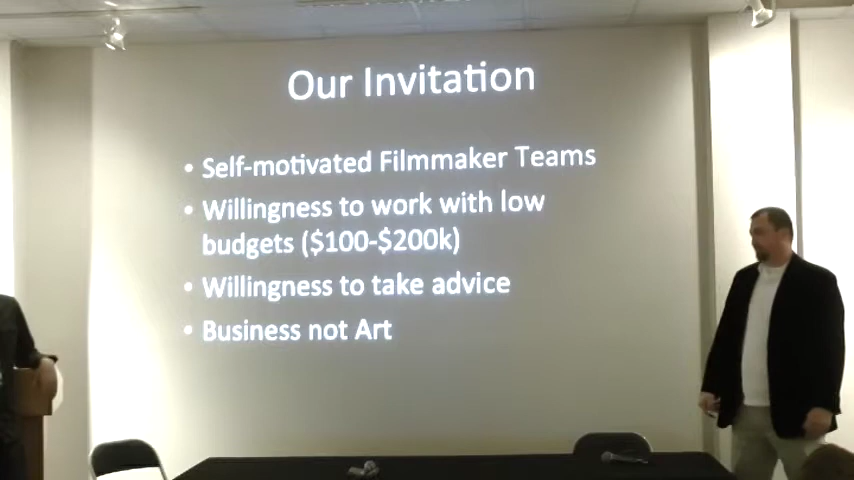 Our Invitation
• Self-motivated Filmmaker Teams
• Willingness to work with low
budgets ($100-$200k)
• Willingness to take advice
• Business not Art